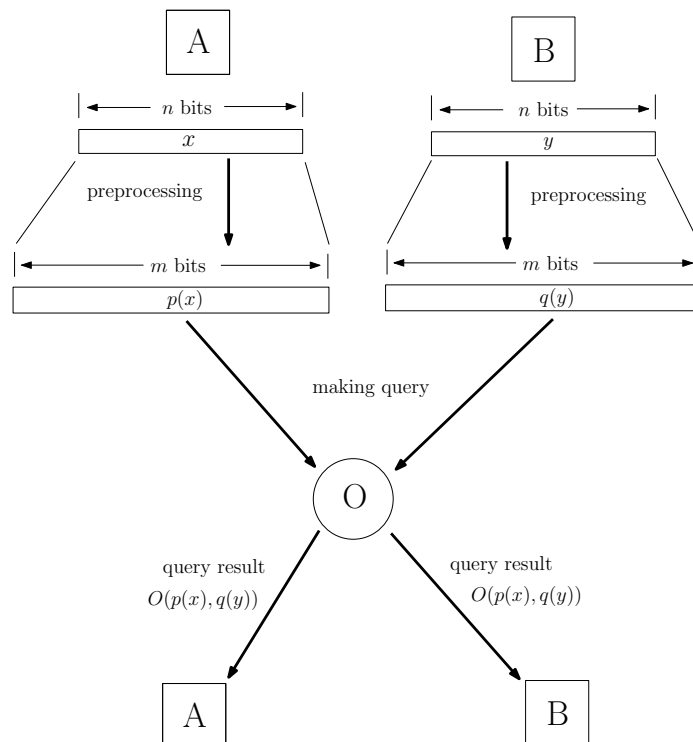 A
B
n bits
n bits
x
y
preprocessing
preprocessing
m bits
m bits
p(x)
q(y)
making query
O
query result
O(p(x), q(y))
query result
O(p(x), q(y))
A
B